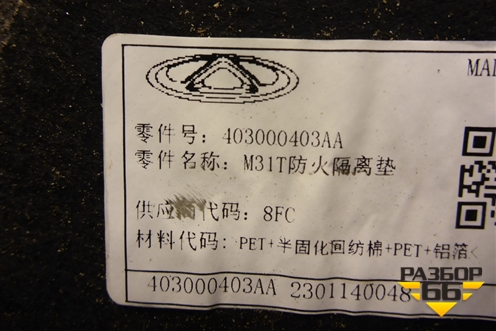 MAD
零件号: 403000403AA
零件名称: M31T防火隔离垫
供应商代码: 8FC
材料代码: PET+半固化回纺棉+PET+铝箔<
403000403AA 2301140048
РАЗБОР
66